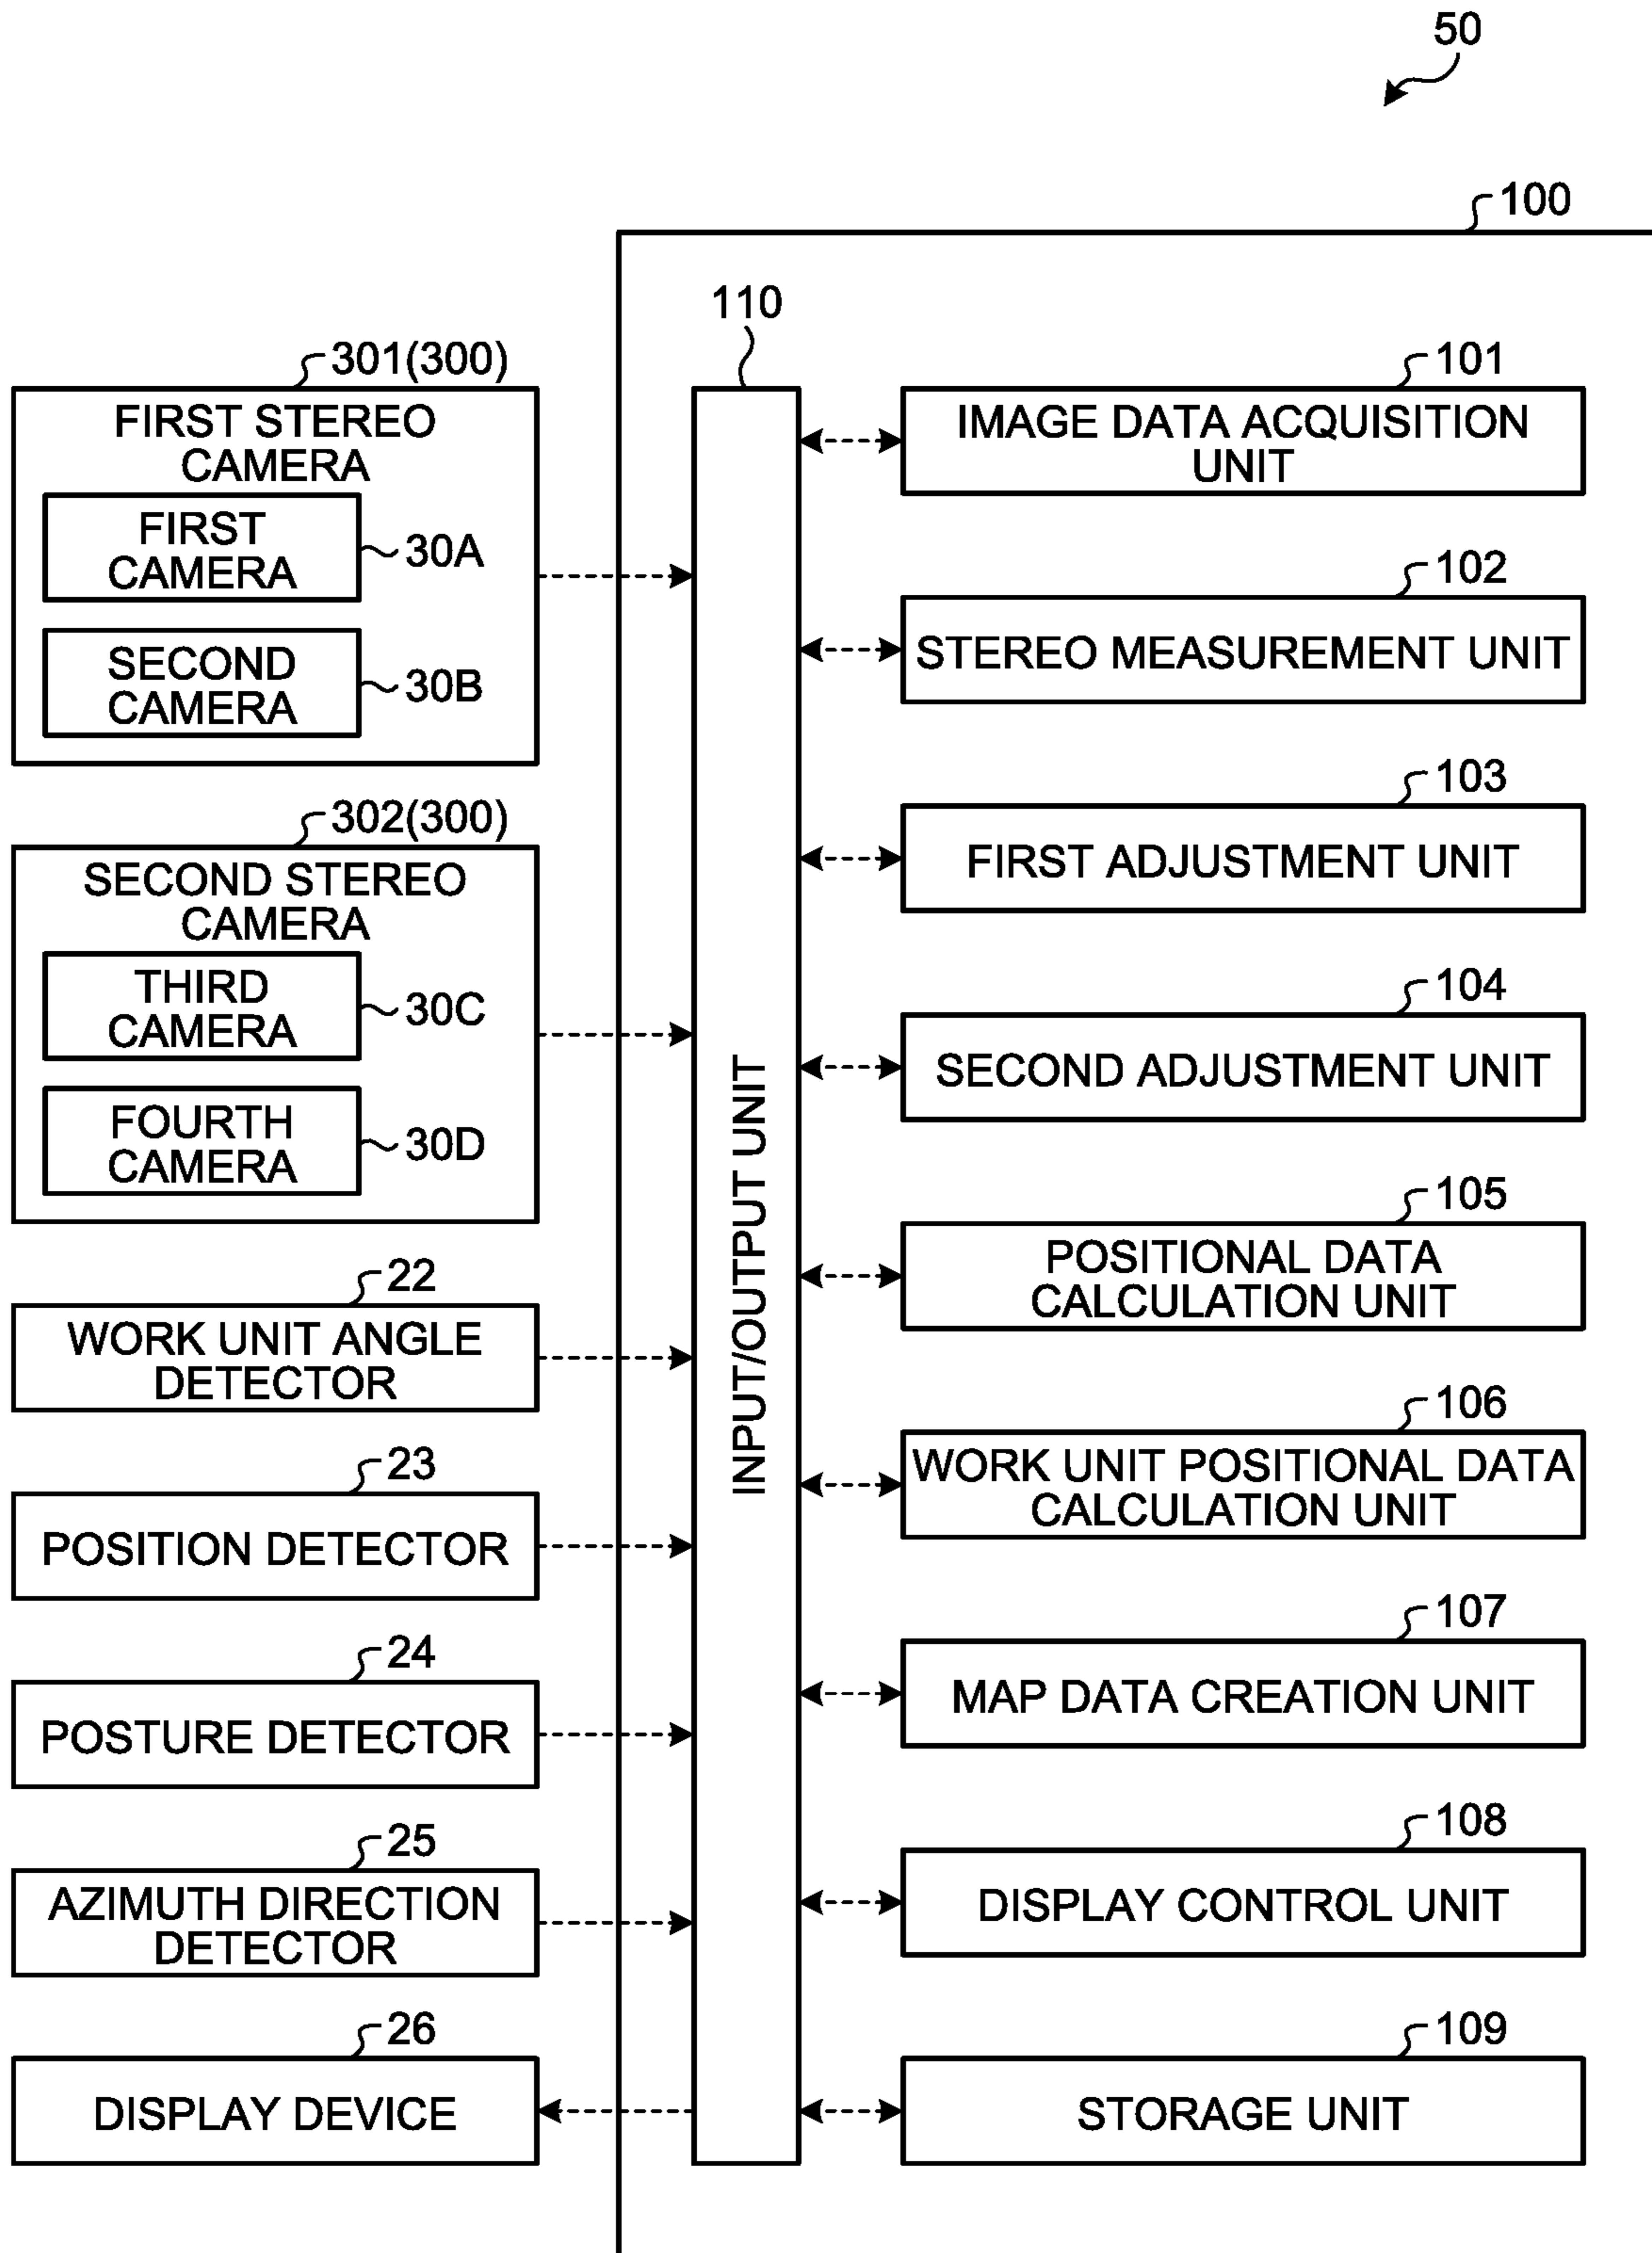 50
100
110
301(300)
FIRST STEREO
CAMERA
FIRST
CAMERA
30A
SECOND
CAMERA
30B
302(300)
SECOND STEREO
CAMERA
THIRD
CAMERA
30C
FOURTH
CAMERA
30D
22
WORK UNIT ANGLE
DETECTOR
23
POSITION DETECTOR
24
POSTURE DETECTOR
25
AZIMUTH DIRECTION
DETECTOR
26
DISPLAY DEVICE
INPUT/OUTPUT UNIT
101
IMAGE DATA ACQUISITION
UNIT
102
STEREO MEASUREMENT UNIT
103
FIRST ADJUSTMENT UNIT
104
SECOND ADJUSTMENT UNIT
105
POSITIONAL DATA
CALCULATION UNIT
106
WORK UNIT POSITIONAL DATA
CALCULATION UNIT
107
MAP DATA CREATION UNIT
108
DISPLAY CONTROL UNIT
109
STORAGE UNIT